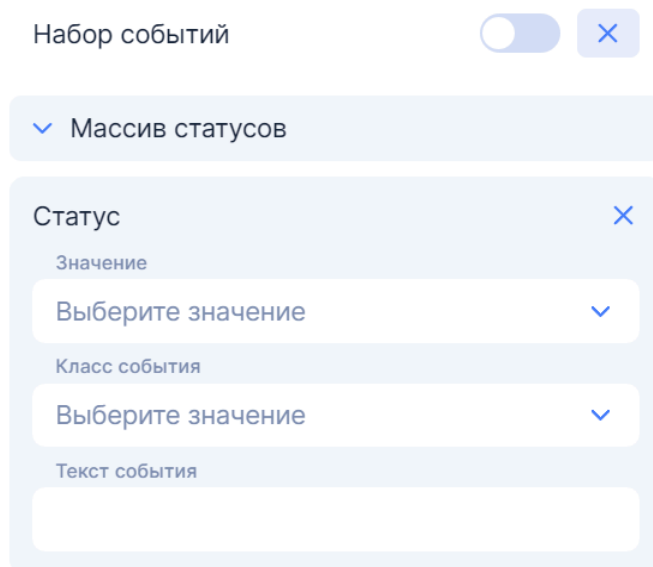 Набор событий
Массив статусов
Статус
Значение
Выберите значение
Класс события
Выберите значение
Текст события